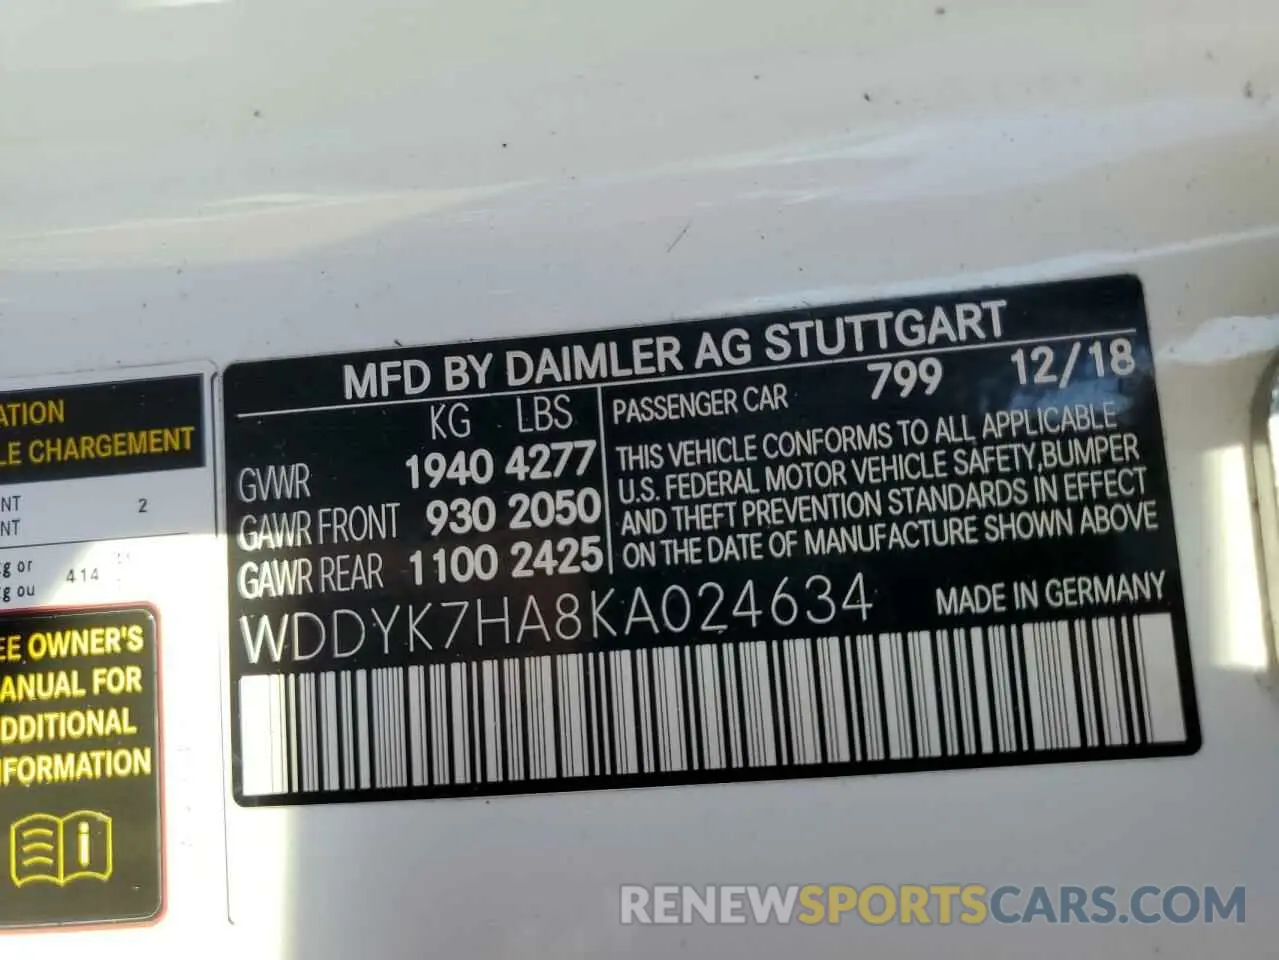 MFD BY DAIMLER AG STUTTGART
KG LBS
GVWR 1940 4277
GAWR FRONT 930 2050
GAWR REAR 1100 2425
PASSENGER CAR 799 12/18
THIS VEHICLE CONFORMS TO ALL APPLICABLE
U.S. FEDERAL MOTOR VEHICLE SAFETY, BUMPER
AND THEFT PREVENTION STANDARDS IN EFFECT
ON THE DATE OF MANUFACTURE SHOWN ABOVE
WDDYK7HA8KA024634 MADE IN GERMANY
ATION
LE CHARGEMENT
NT 2
NT
kg or
kg ou 414
EE OWNER'S
ANUAL FOR
DDITIONAL
NFORMATION
i
RENEWSPORTSCARS.COM